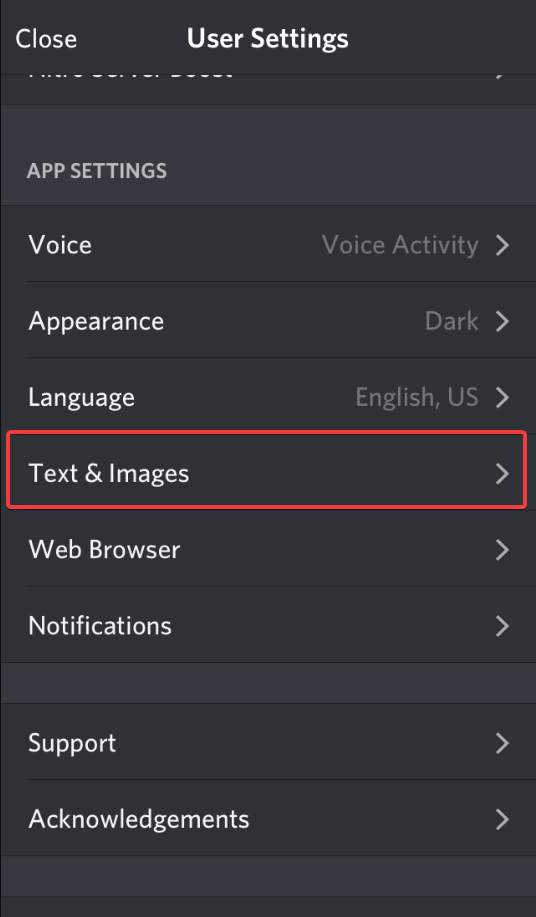 Close User Settings
APP SETTINGS
Voice Voice Activity
Appearance Dark
Language English, US
Text & Images
Web Browser
Notifications
Support
Acknowledgements